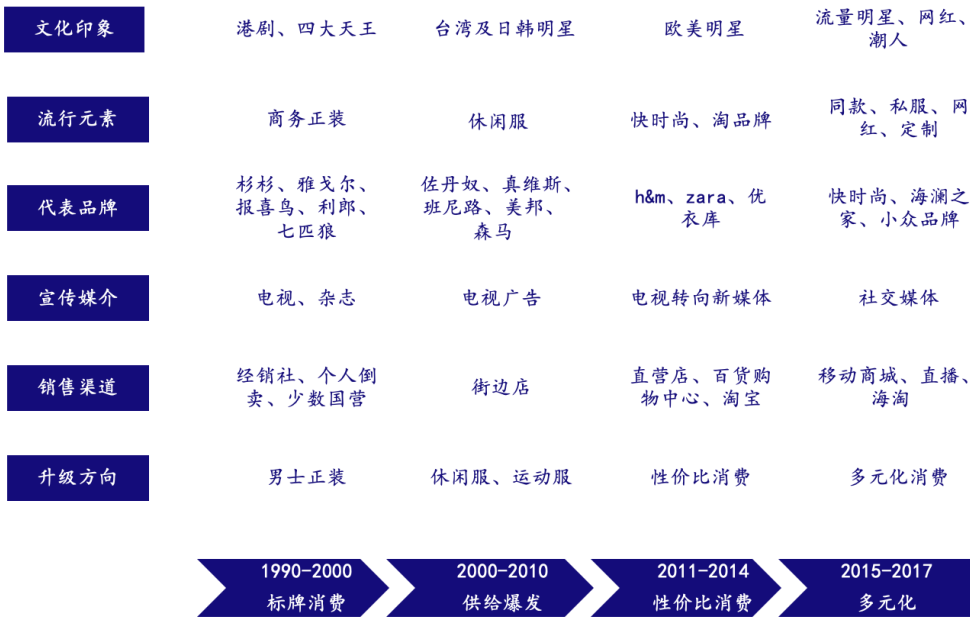 文化印象
港剧、四大天王
台湾及日韩明星
欧美明星
流量明星、网红、
潮人
流行元素
商务正装
休闲服
快时尚、淘品牌
同款、私服、网
红、定制
代表品牌
杉杉、雅戈尔、
报喜鸟、利郎、
七匹狼
佐丹奴、真维斯、
班尼路、美邦、
森马
h&m、zara、优
衣库
快时尚、海澜之
家、小众品牌
宣传媒介
电视、杂志
电视广告
电视转向新媒体
社交媒体
销售渠道
经销社、个人倒
卖、少数国营
街边店
直营店、百货购
物中心、淘宝
移动商城、直播、
海淘
升级方向
男士正装
休闲服、运动服
性价比消费
多元化消费
1990-2000
标牌消费
2000-2010
供给爆发
2011-2014
性价比消费
2015-2017
多元化